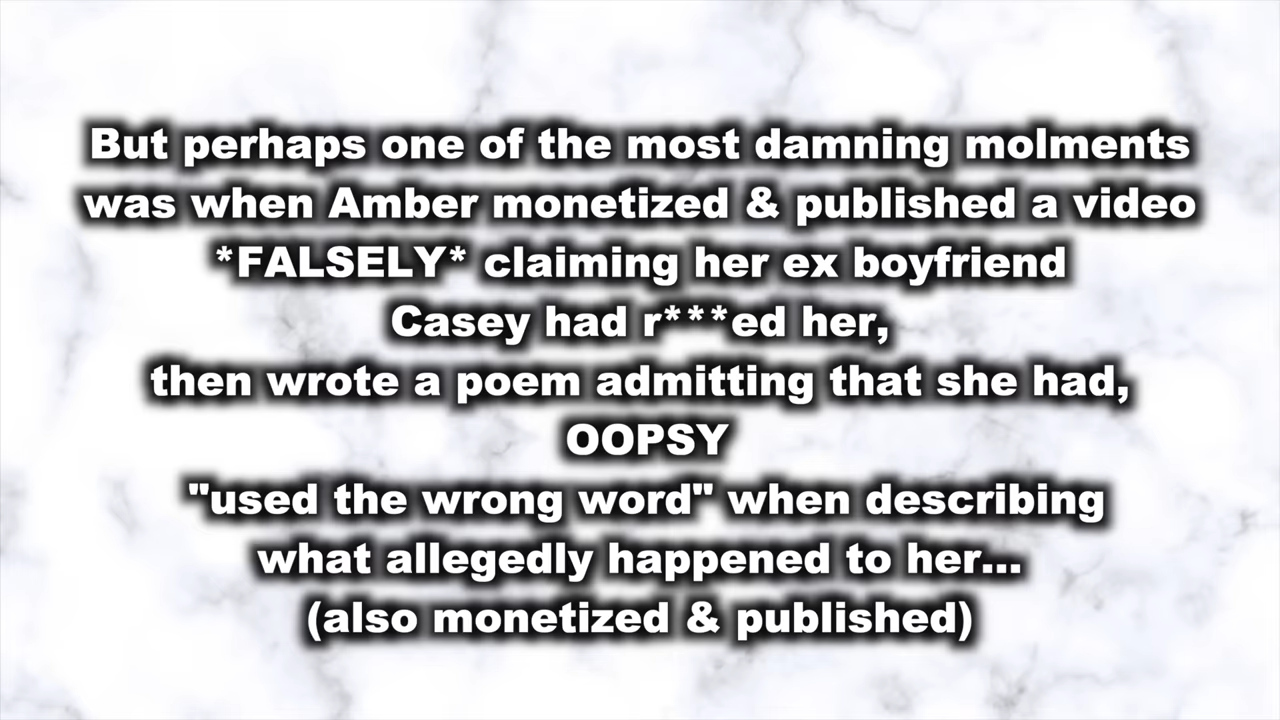 But perhaps one of the most damning molments
was when Amber monetized & published a video
*FALSELY* claiming her ex boyfriend
Casey had r***ed her,
then wrote a poem admitting that she had,
OOPSY
"used the wrong word" when describing
what allegedly happened to her...
(also monetized & published)